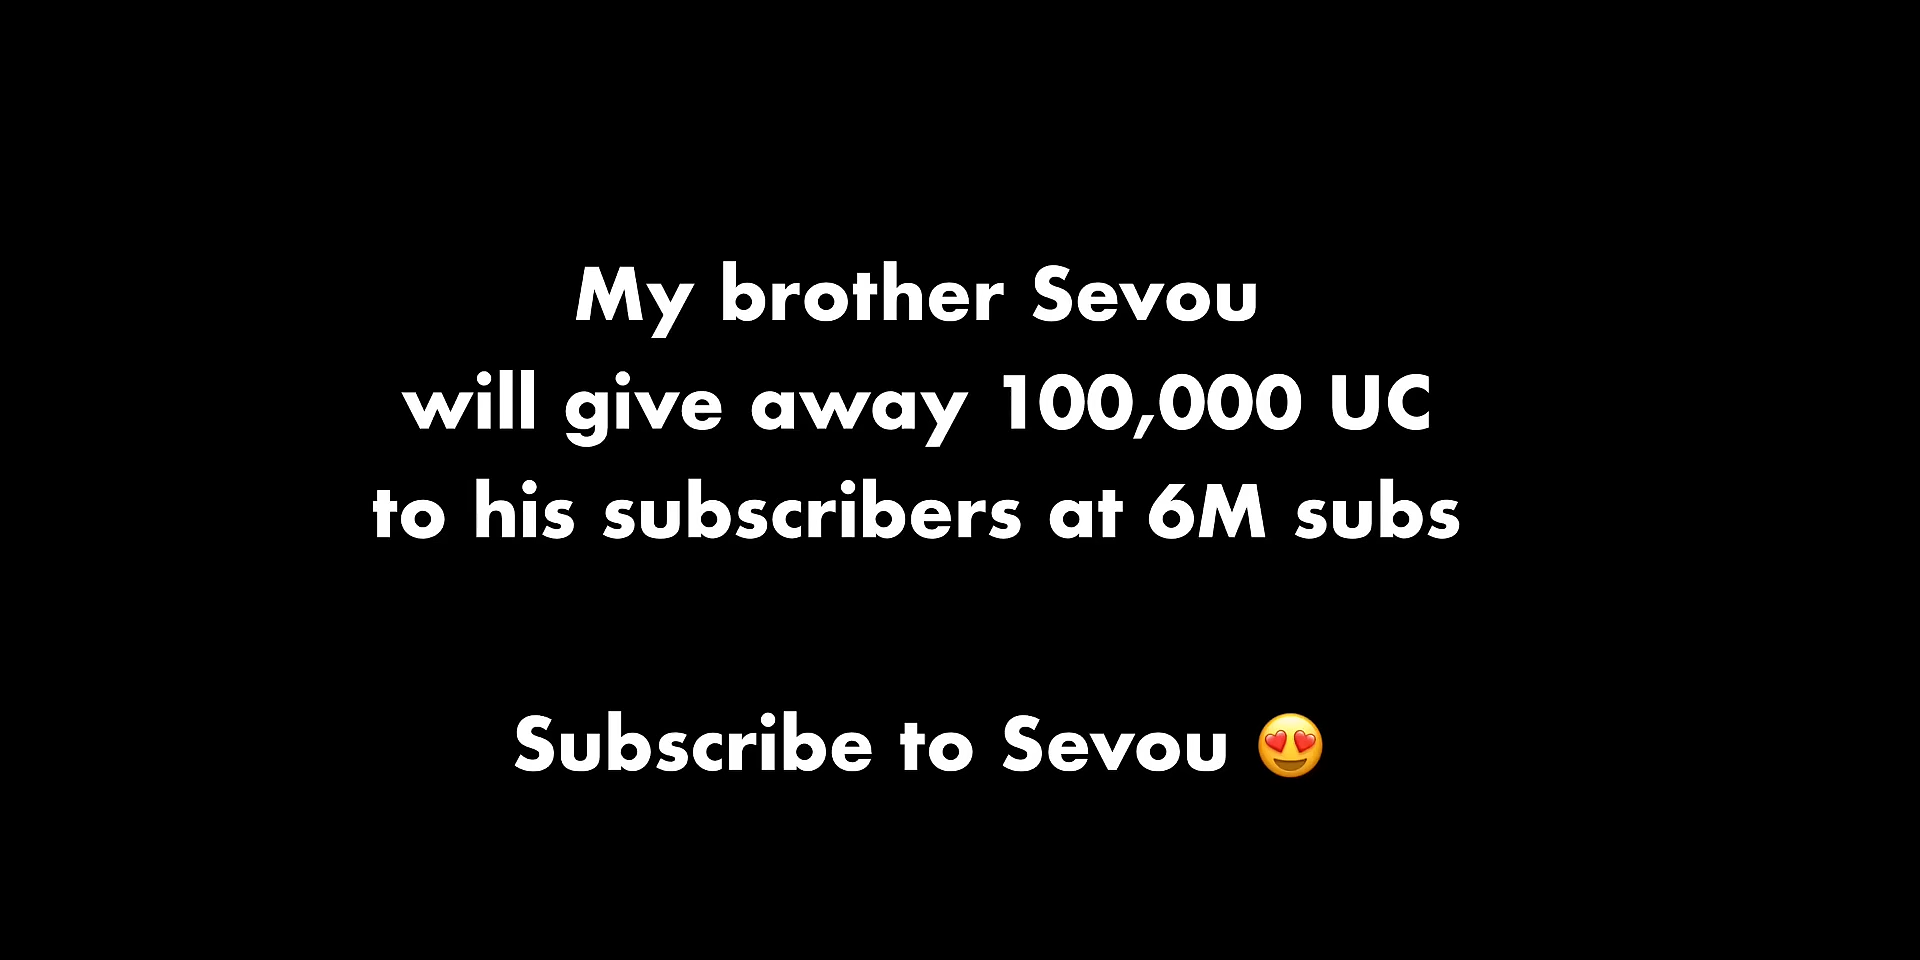 My brother Sevou
will give away 100,000 UC
to his subscribers at 6M subs
Subscribe to Sevou 😍